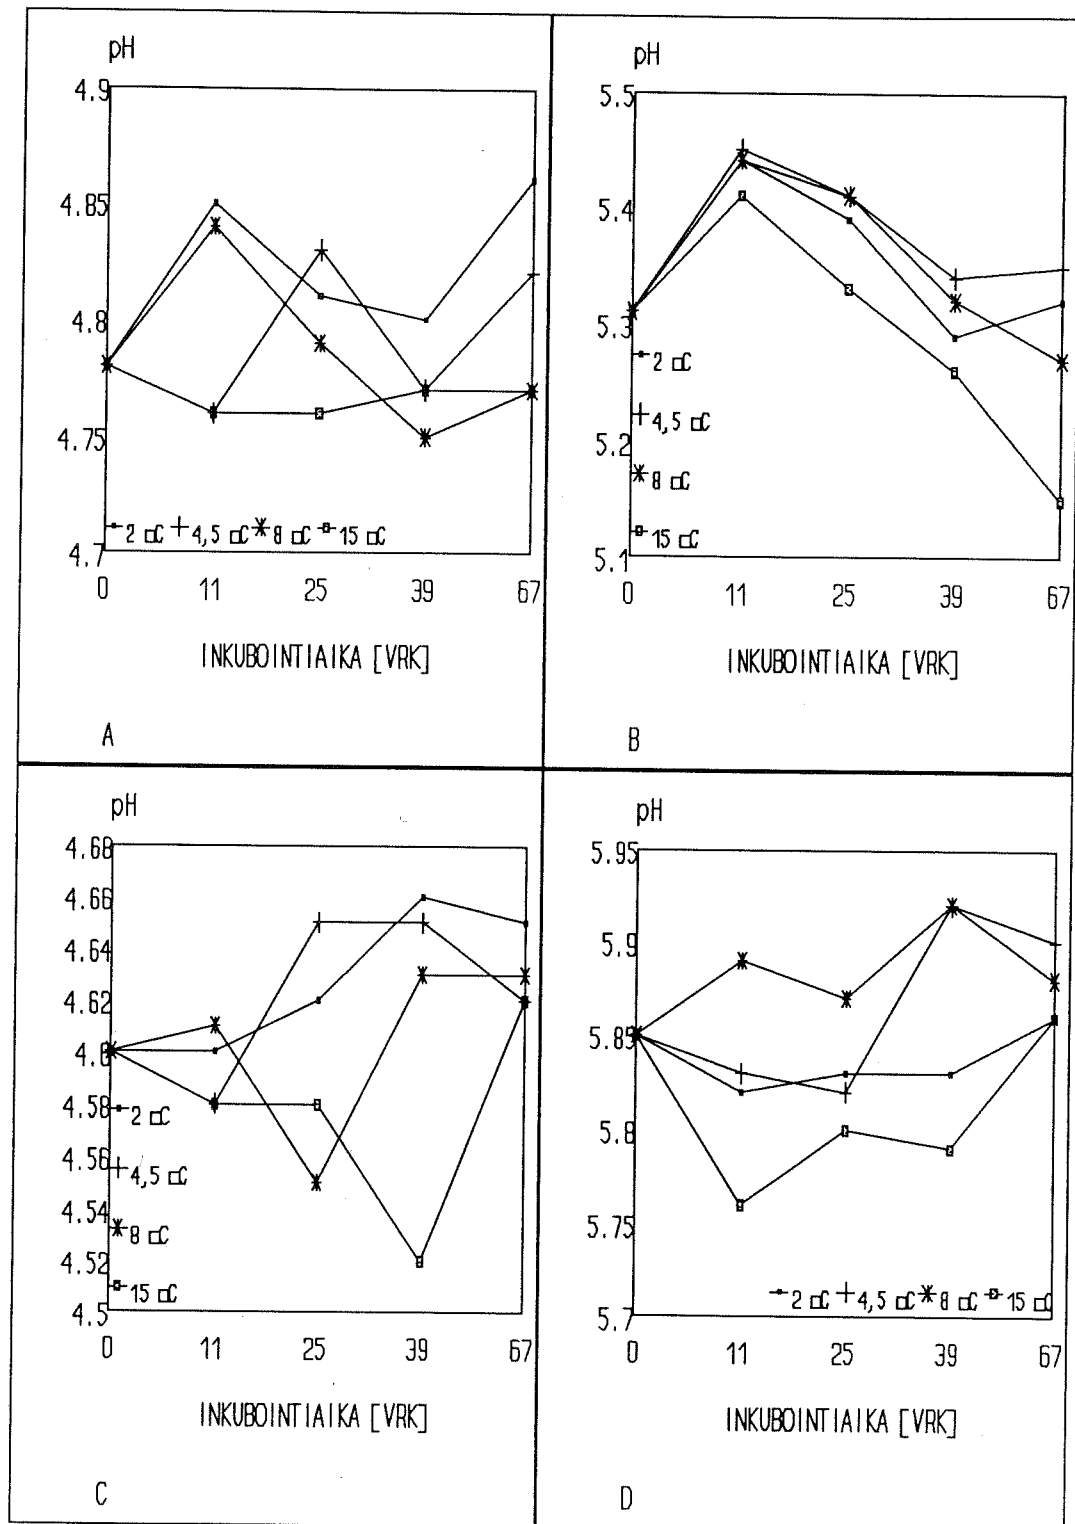 pH
4.9
4.85
4.8
4.75
4.7
2 □C 4,5 □C 8 □C 15 □C
0 11 25 39 67
INKUBOINTIAIKA [VRK]
A
pH
5.5
5.4
5.3
2 □C
4,5 □C
5.2
8 □C
15 □C
5.1
0 11 25 39 67
INKUBOINTIAIKA [VRK]
B
pH
4.68
4.66
4.64
4.62
4.6
4.58
2 □C
4.56
4,5 □C
4.54
8 □C
4.52
15 □C
4.5
0 11 25 39 67
INKUBOINTIAIKA [VRK]
C
pH
5.95
5.9
5.85
5.8
5.75
2 □C 4,5 □C 8 □C 15 □C
5.7
0 11 25 39 67
INKUBOINTIAIKA [VRK]
D